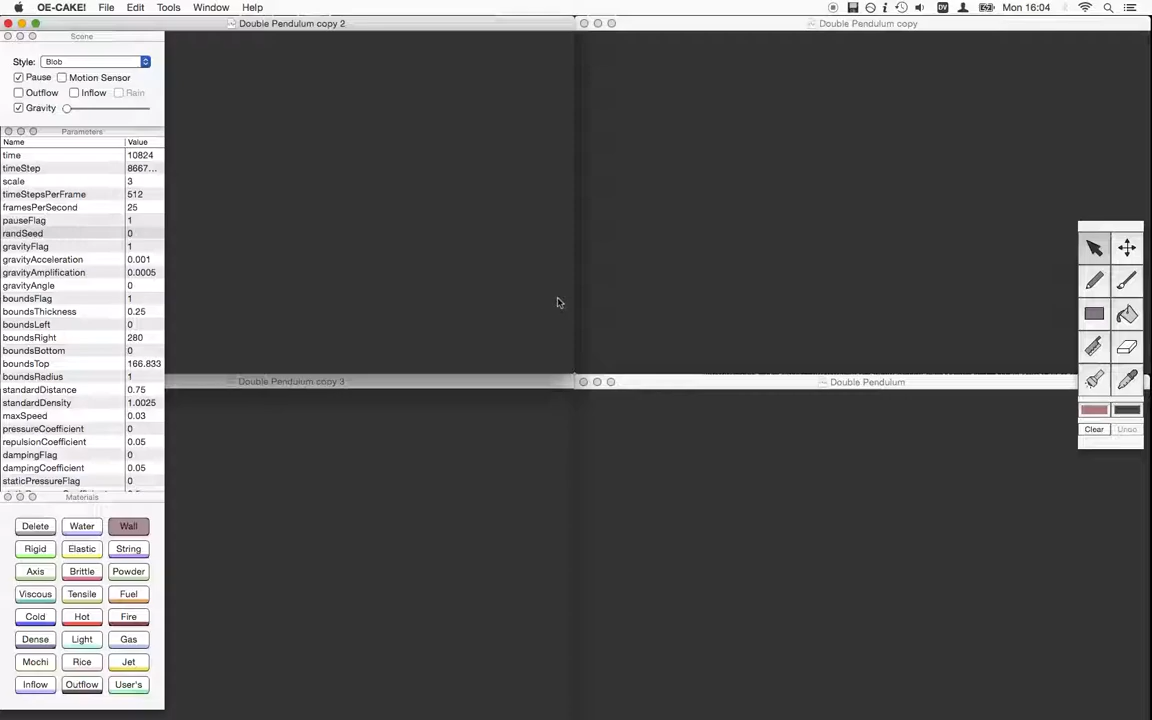 OE-CAKE! File Edit Tools Window Help DV Mon 16:04
Double Pendulum copy 2
Double Pendulum copy
Scene
Style: Blob
Pause Motion Sensor
Outflow Inflow Rain
Gravity
Parameters
Name Value
time 10824
timeStep 8667...
scale 3
timeStepsPerFrame 512
framesPerSecond 25
pauseFlag 1
randSeed 0
gravityFlag 1
gravityAcceleration 0.001
gravityAmplification 0.0005
gravityAngle 0
boundsFlag 1
boundsThickness 0.25
boundsLeft 0
boundsRight 280
boundsBottom 0
boundsTop 166.833
boundsRadius 1
standardDistance 0.75
standardDensity 1.0025
maxSpeed 0.03
pressureCoefficient 0
repulsionCoefficient 0.05
dampingFlag 0
dampingCoefficient 0.05
staticPressureFlag 0
Double Pendulum copy 3
Double Pendulum
Clear Undo
Materials
Delete Water Wall
Rigid Elastic String
Axis Brittle Powder
Viscous Tensile Fuel
Cold Hot Fire
Dense Light Gas
Mochi Rice Jet
Inflow Outflow User's